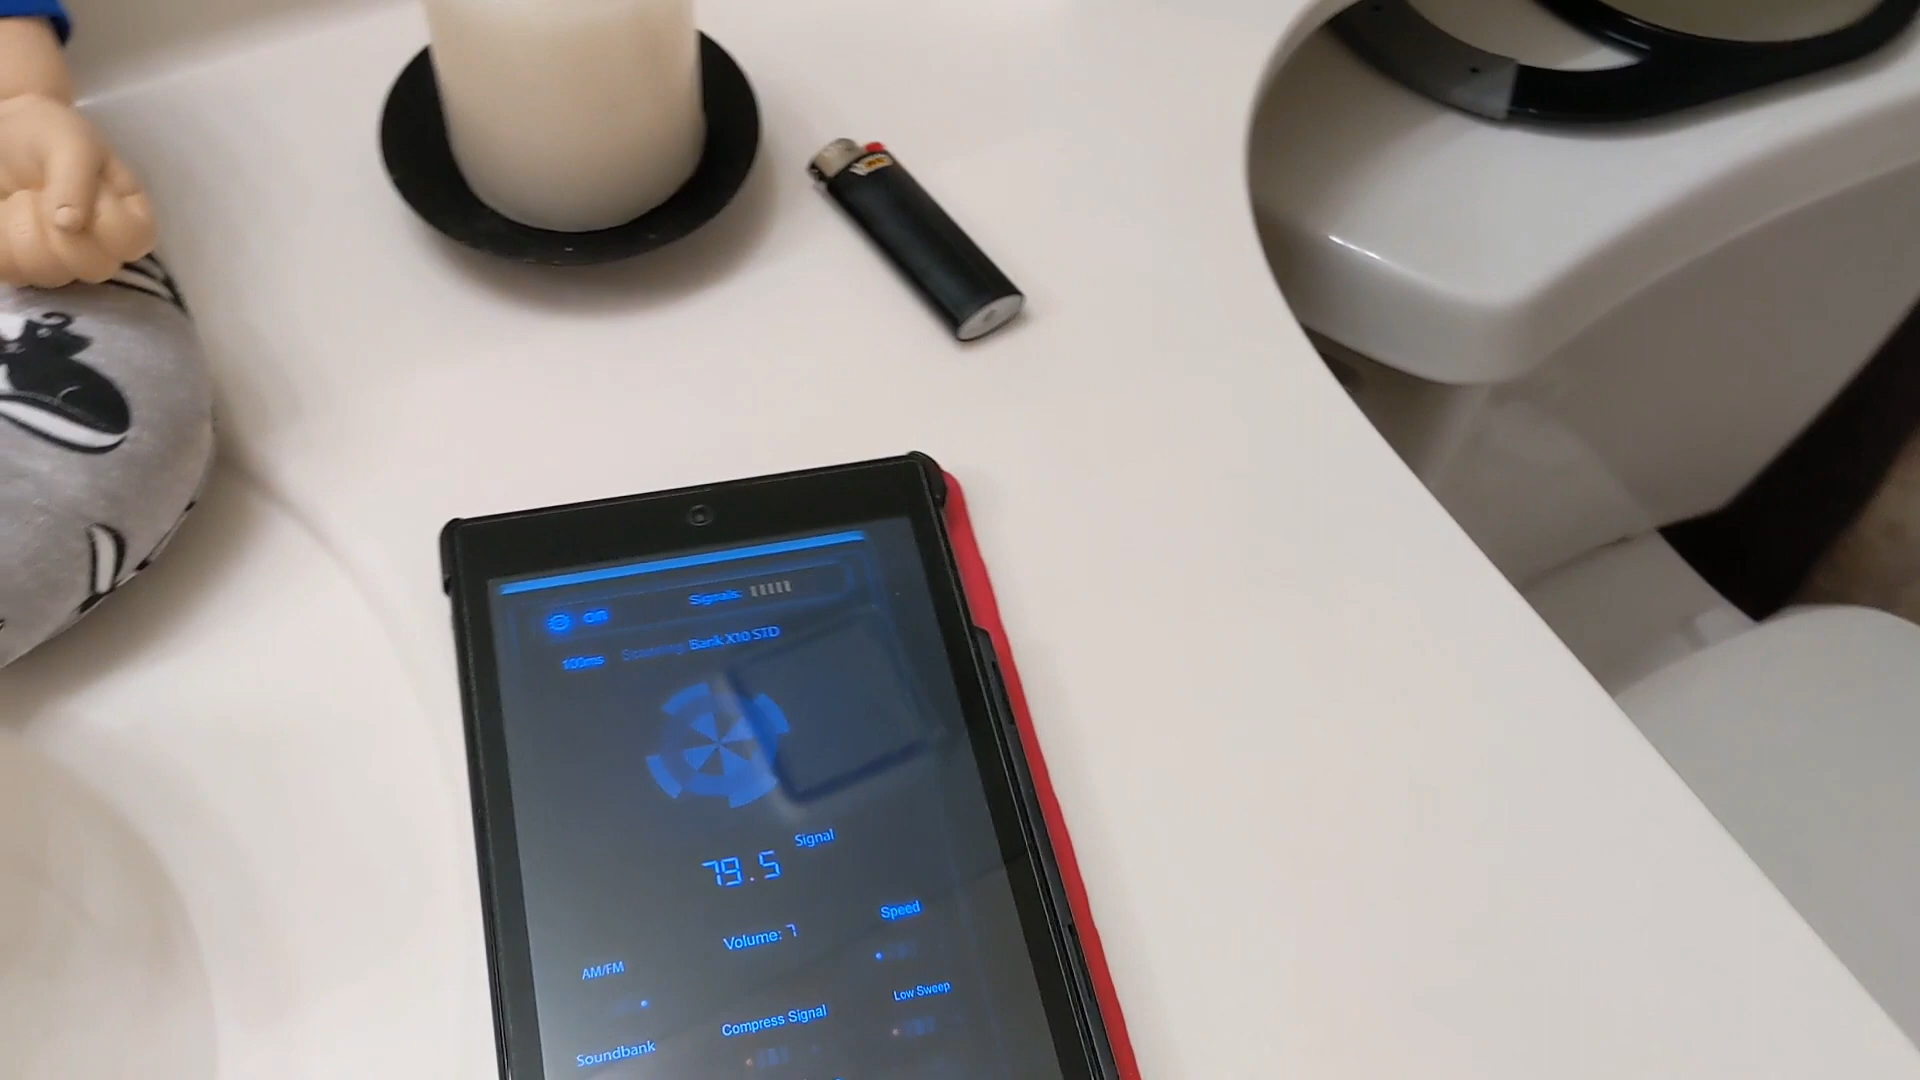 Signals:
100ms Scanning: Bank X10 STD
Signal
79.5
Speed
Volume: 7
AM/FM
Low Sweep
Compress Signal
Soundbank